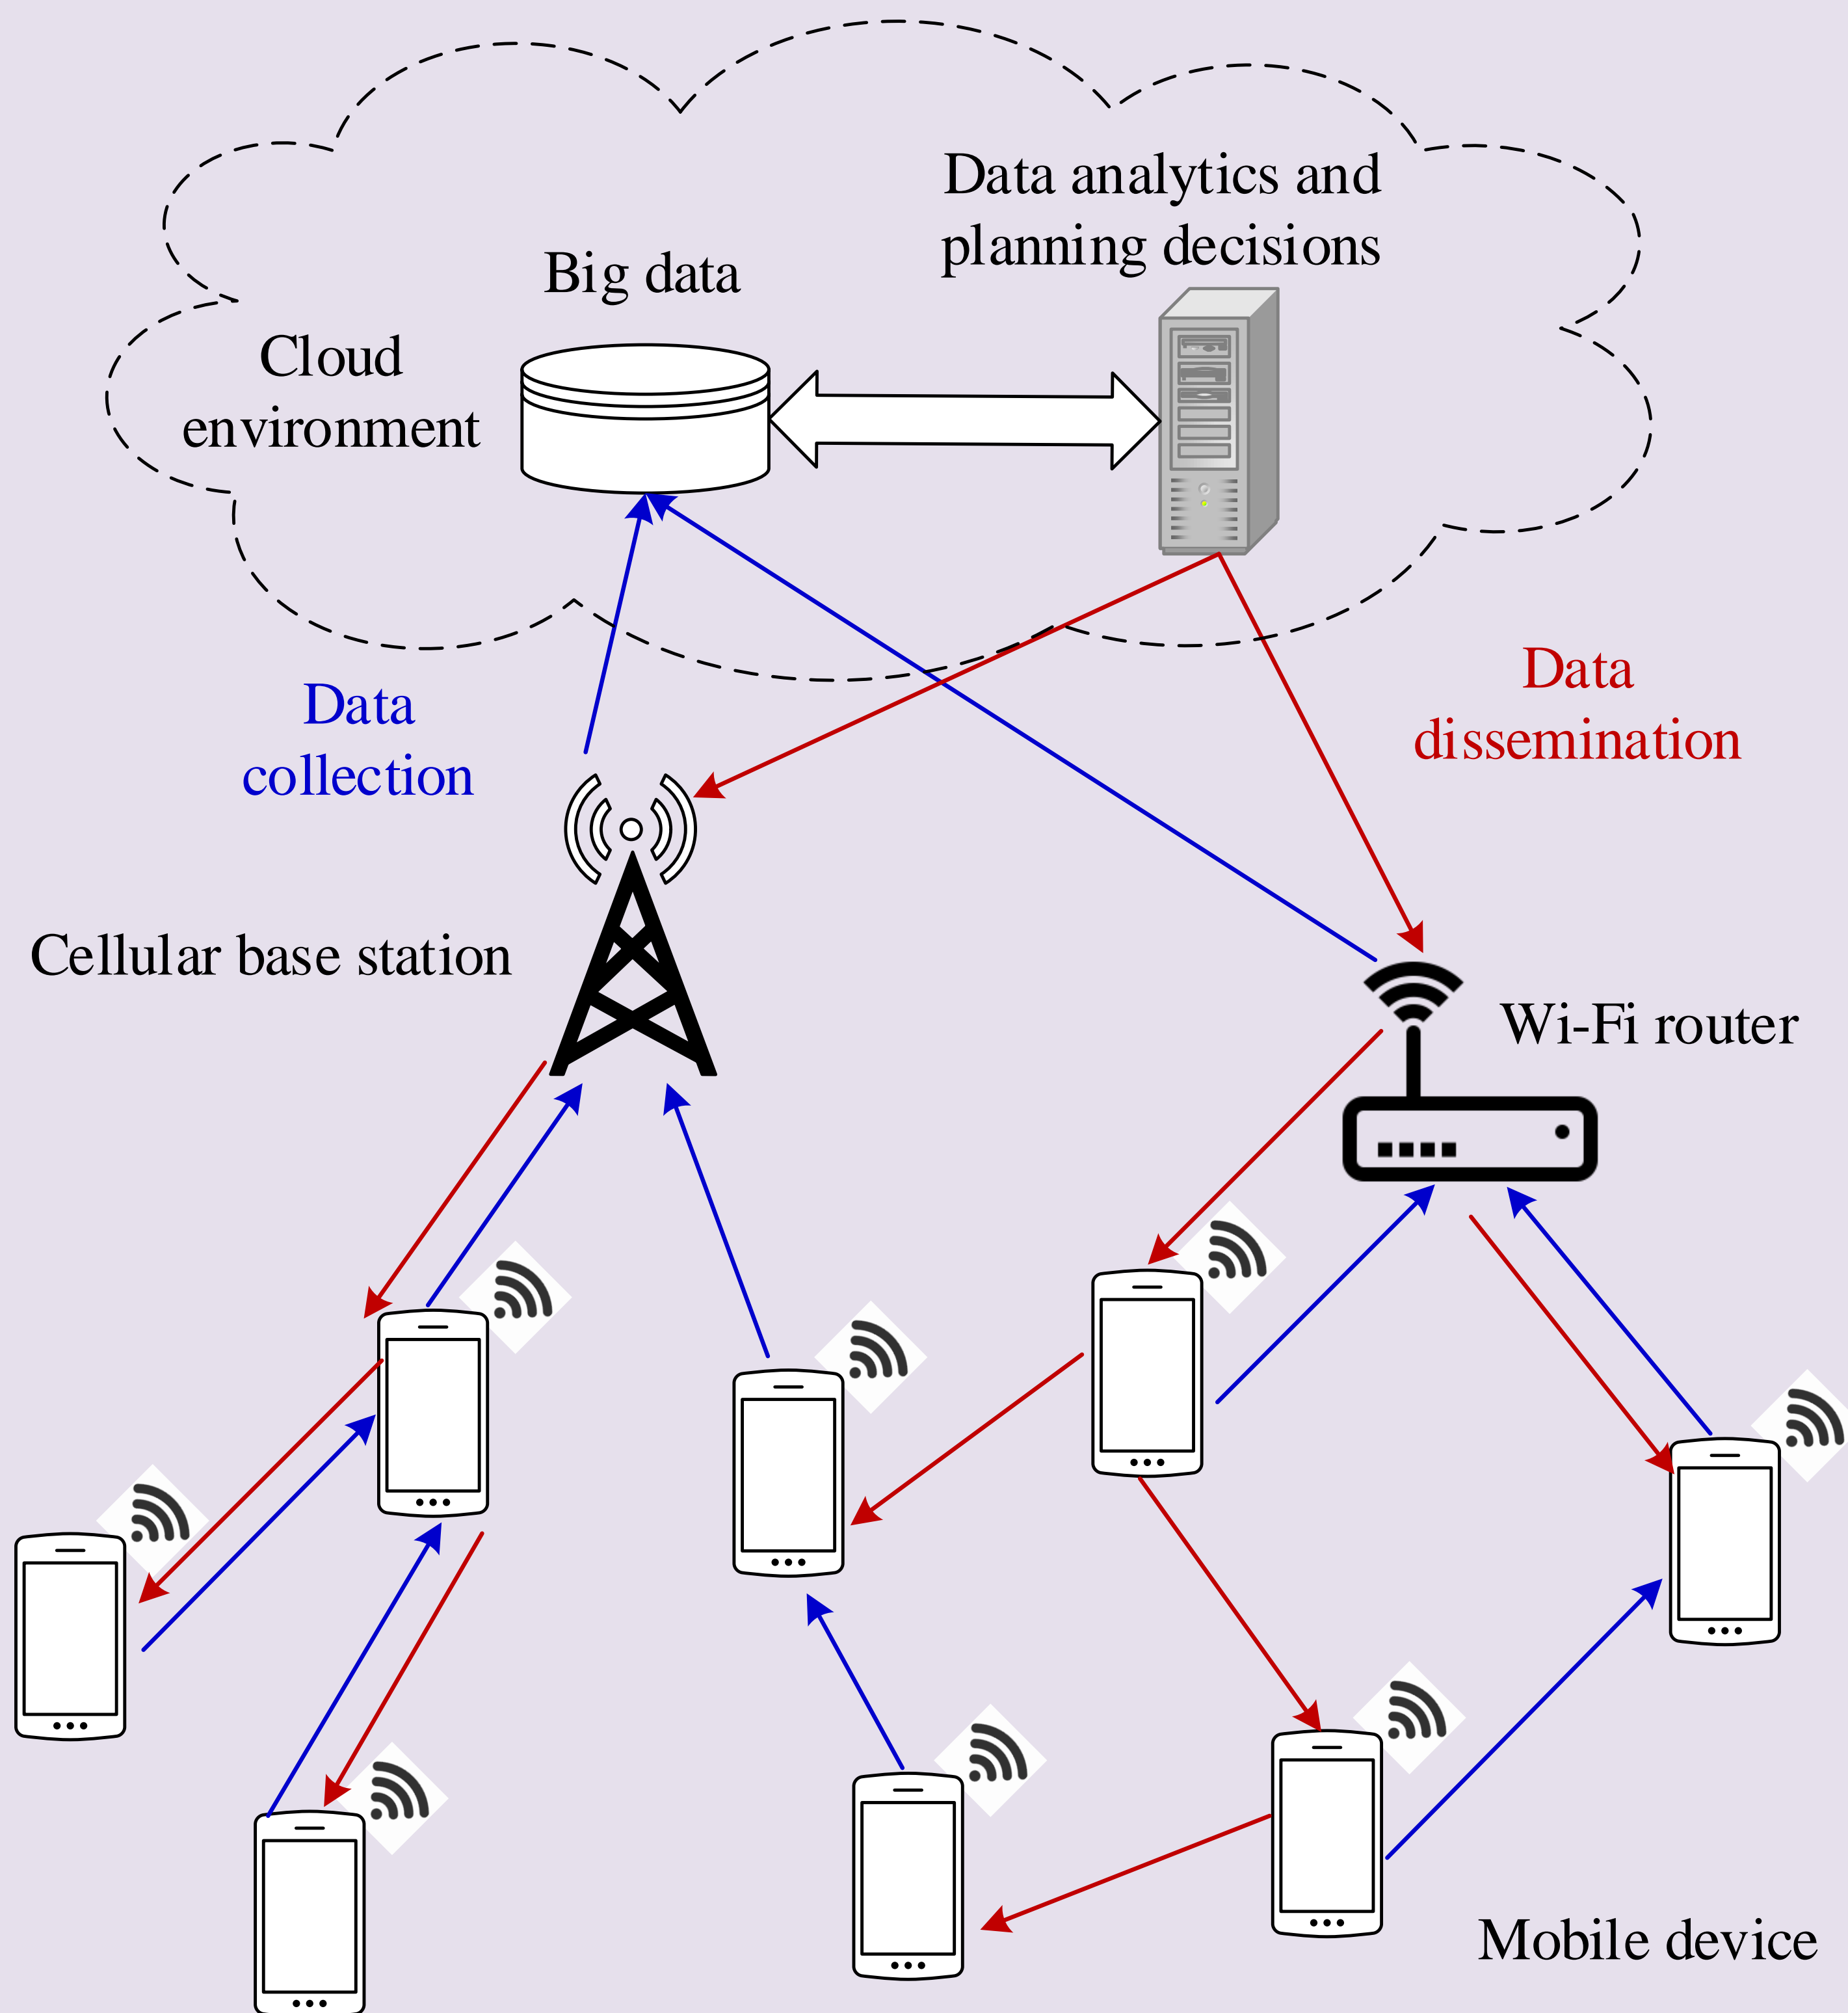 Data analytics and
planning decisions
Big data
Cloud
environment
Data
dissemination
Data
collection
Cellular base station
Wi-Fi router
Mobile device